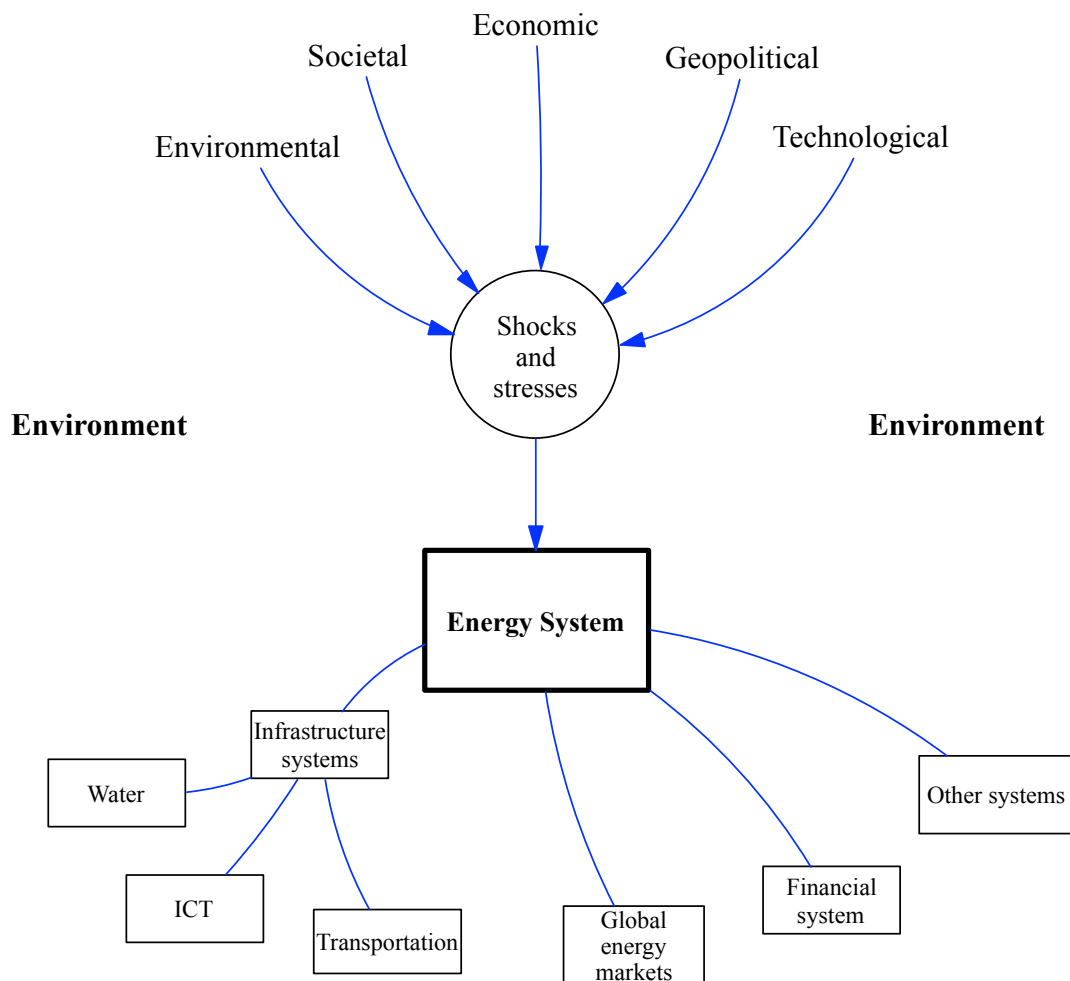 Economic
Societal
Geopolitical
Environmental
Technological
Shocks
and
stresses
Environment
Environment
Energy System
Infrastructure
systems
Water
Other systems
ICT
Financial
system
Transportation
Global
energy
markets